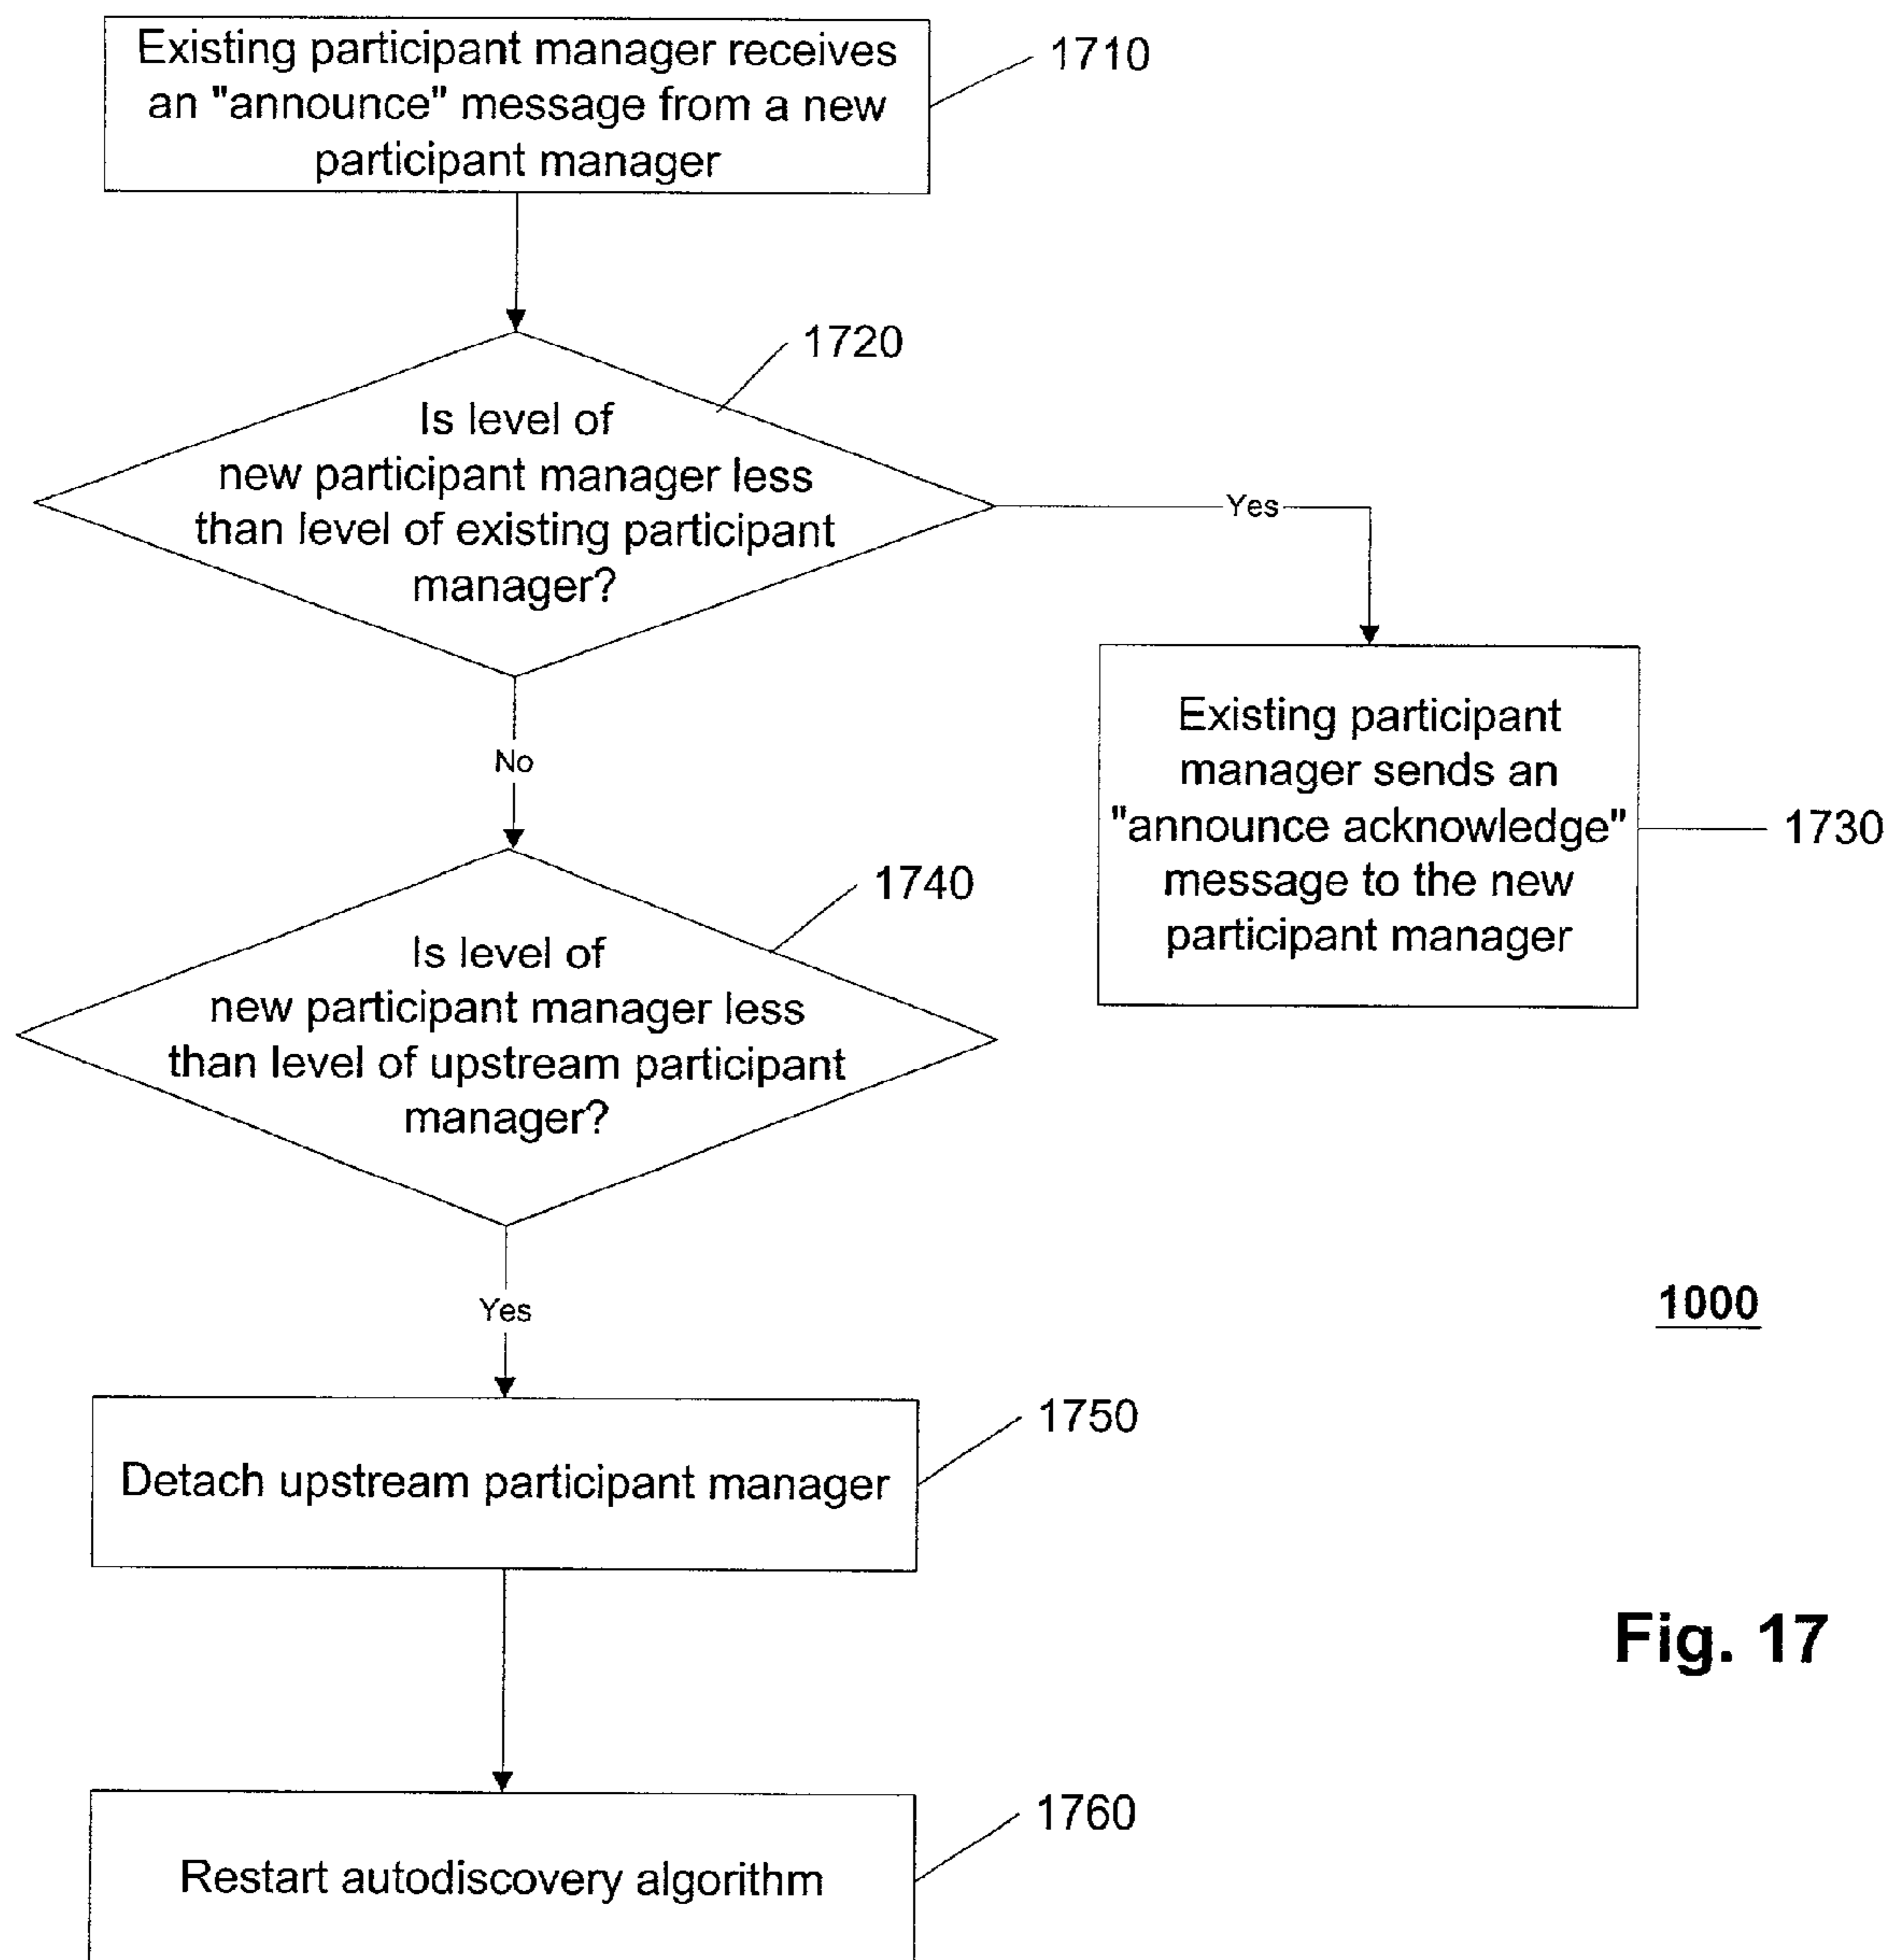 Existing participant manager receives
an "announce" message from a new
participant manager
1710
1720
Is level of
new participant manager less
than level of existing participant
manager?
Yes
Existing participant
manager sends an
"announce acknowledge"
message to the new
participant manager
1730
No
1740
Is level of
new participant manager less
than level of upstream participant
manager?
Yes
1000
1750
Detach upstream participant manager
Fig. 17
1760
Restart autodiscovery algorithm